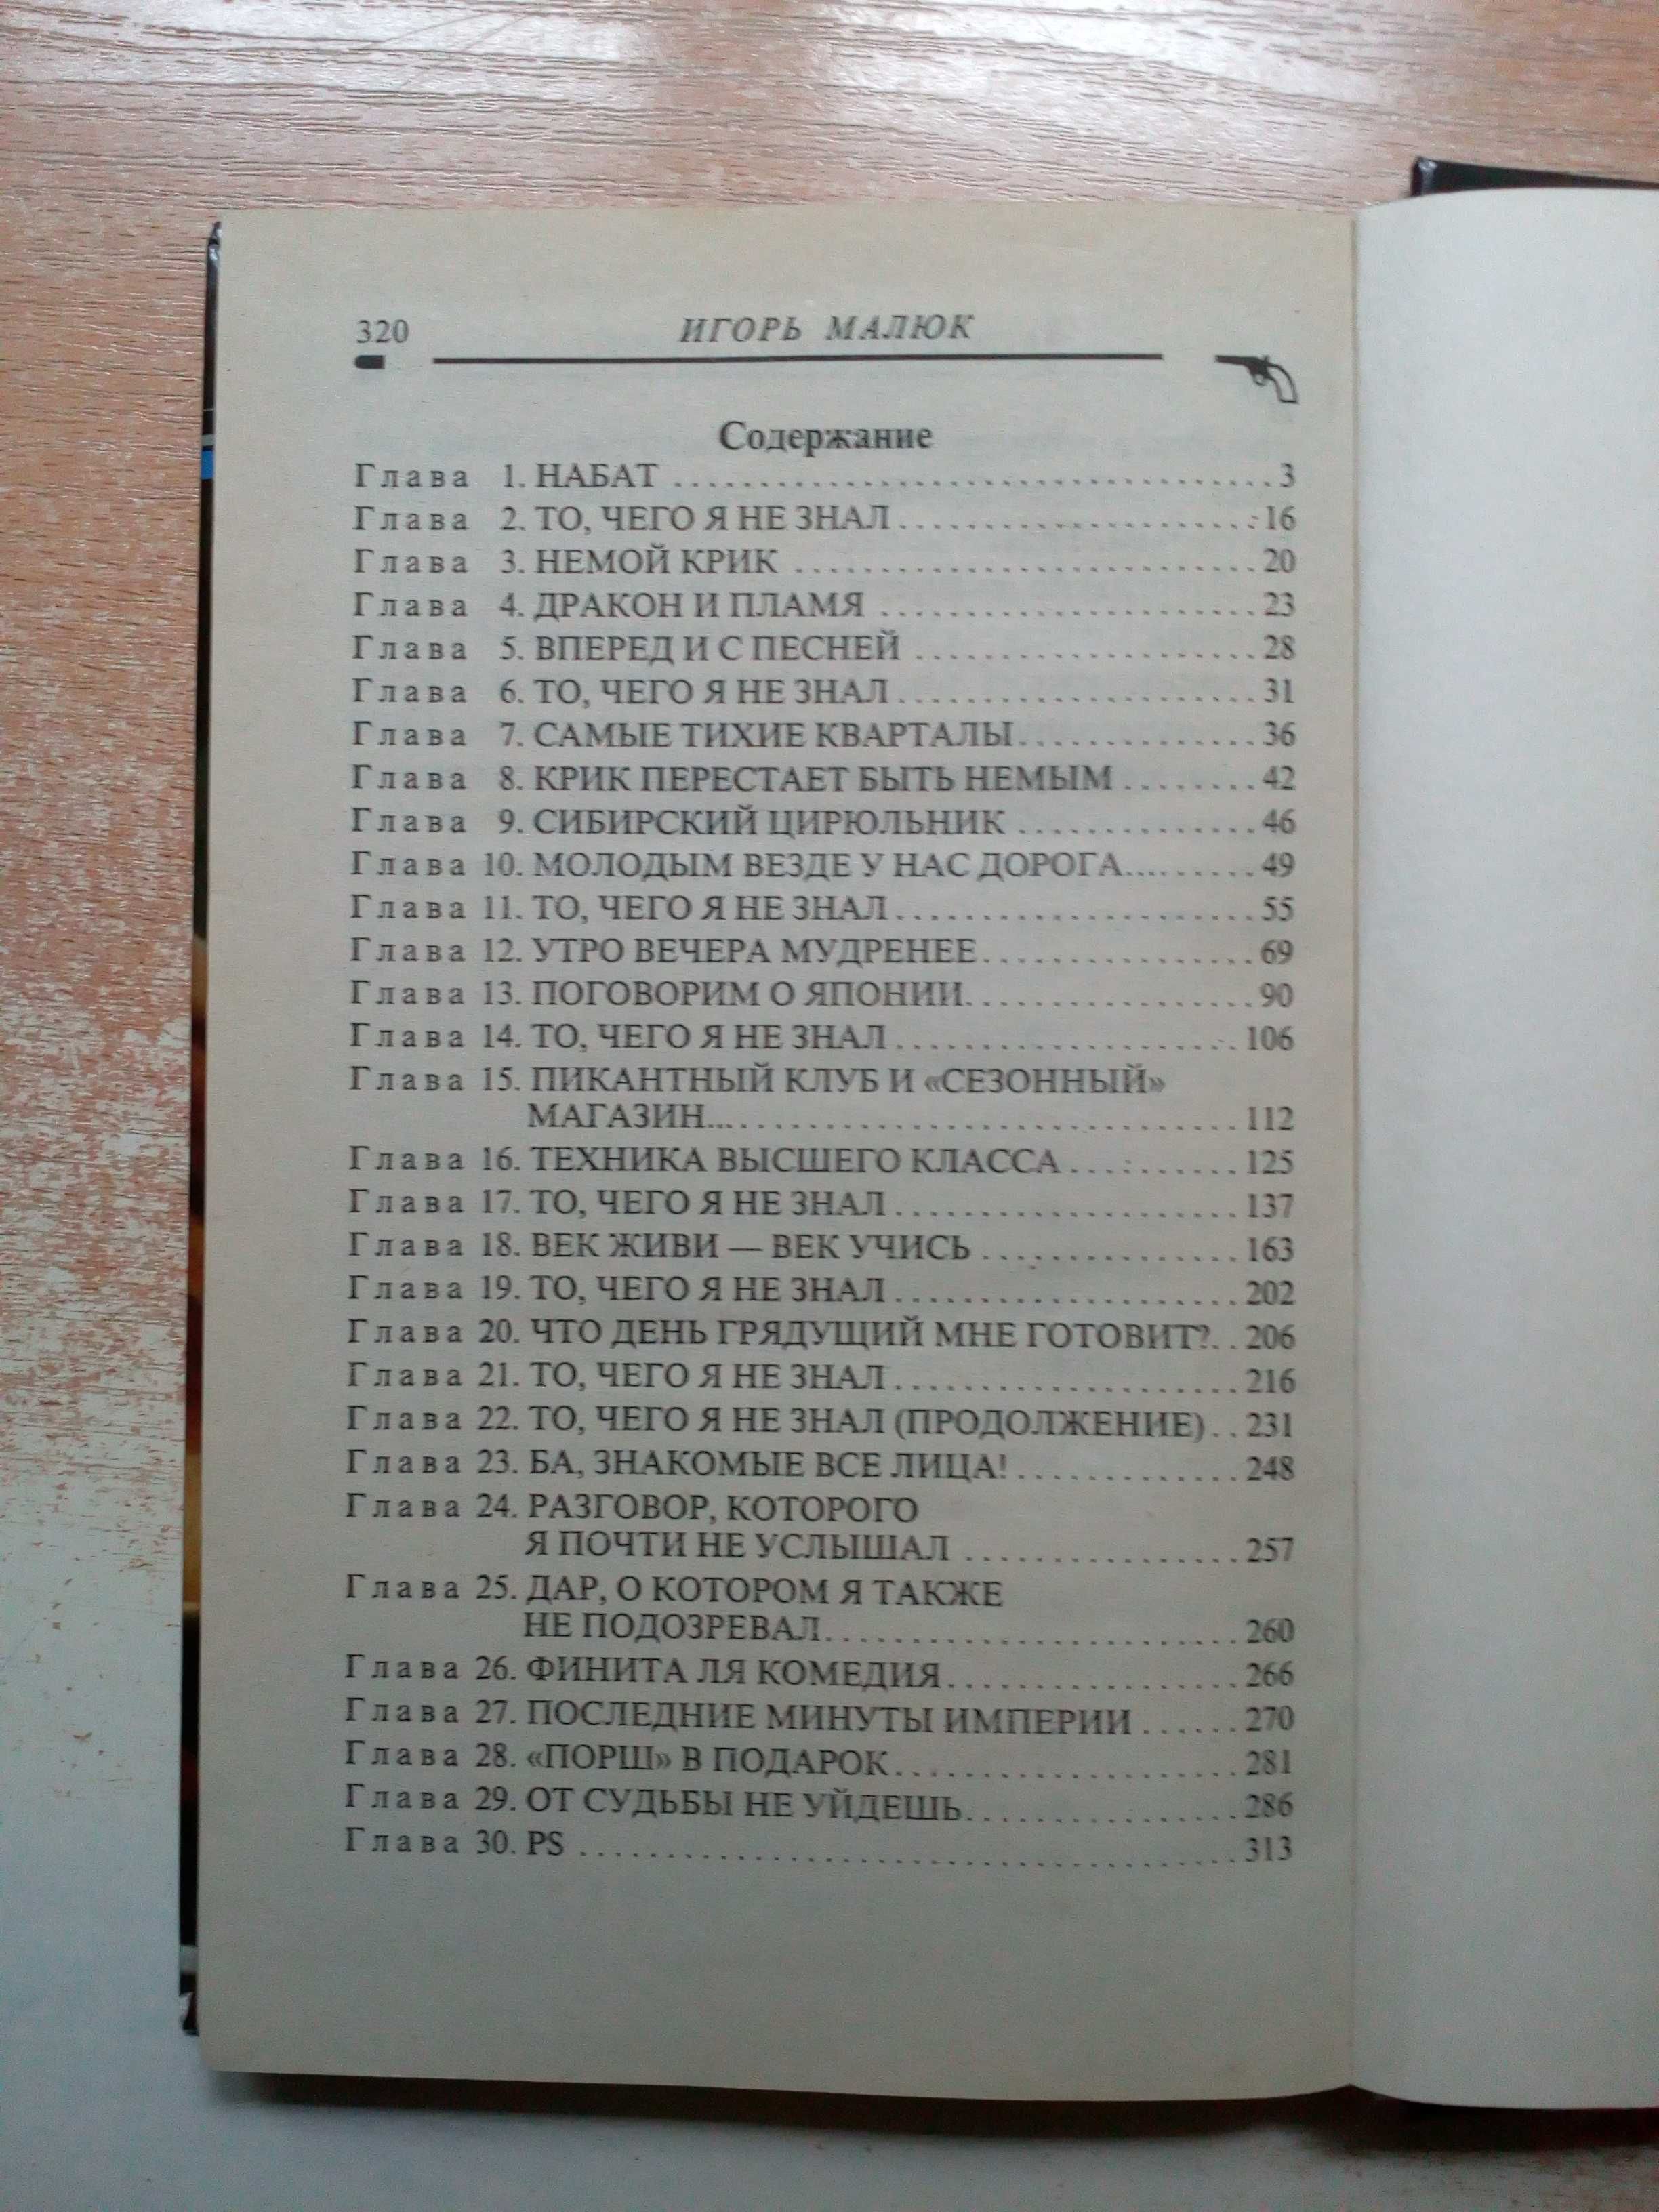 320 ИГОРЬ МАЛЮК
Содержание
Глава 1. НАБАТ ........................................ 3
Глава 2. ТО, ЧЕГО Я НЕ ЗНАЛ ........................ 16
Глава 3. НЕМОЙ КРИК ............................ 20
Глава 4. ДРАКОН И ПЛАМЯ ........................ 23
Глава 5. ВПЕРЕД И С ПЕСНЕЙ ...................... 28
Глава 6. ТО, ЧЕГО Я НЕ ЗНАЛ ....................... 31
Глава 7. САМЫЕ ТИХИЕ КВАРТАЛЫ ............... 36
Глава 8. КРИК ПЕРЕСТАЕТ БЫТЬ НЕМЫМ ........ 42
Глава 9. СИБИРСКИЙ ЦИРЮЛЬНИК .............. 46
Глава 10. МОЛОДЫМ ВЕЗДЕ У НАС ДОРОГА... ...... 49
Глава 11. ТО, ЧЕГО Я НЕ ЗНАЛ ....................... 55
Глава 12. УТРО ВЕЧЕРА МУДРЕНЕЕ ................. 69
Глава 13. ПОГОВОРИМ О ЯПОНИИ .................. 90
Глава 14. ТО, ЧЕГО Я НЕ ЗНАЛ ...................... 106
Глава 15. ПИКАНТНЫЙ КЛУБ И «СЕЗОННЫЙ»
МАГАЗИН... ............................. 112
Глава 16. ТЕХНИКА ВЫСШЕГО КЛАССА .......... 125
Глава 17. ТО, ЧЕГО Я НЕ ЗНАЛ ...................... 137
Глава 18. ВЕК ЖИВИ — ВЕК УЧИСЬ ................ 163
Глава 19. ТО, ЧЕГО Я НЕ ЗНАЛ ...................... 202
Глава 20. ЧТО ДЕНЬ ГРЯДУЩИЙ МНЕ ГОТОВИТ? .. 206
Глава 21. ТО, ЧЕГО Я НЕ ЗНАЛ ...................... 216
Глава 22. ТО, ЧЕГО Я НЕ ЗНАЛ (ПРОДОЛЖЕНИЕ) .. 231
Глава 23. БА, ЗНАКОМЫЕ ВСЕ ЛИЦА! .............. 248
Глава 24. РАЗГОВОР, КОТОРОГО
Я ПОЧТИ НЕ УСЛЫШАЛ ................. 257
Глава 25. ДАР, О КОТОРОМ Я ТАКЖЕ
НЕ ПОДОЗРЕВАЛ ......................... 260
Глава 26. ФИНИТА ЛЯ КОМЕДИЯ ................... 266
Глава 27. ПОСЛЕДНИЕ МИНУТЫ ИМПЕРИИ ...... 270
Глава 28. «ПОРШ» В ПОДАРОК ...................... 281
Глава 29. ОТ СУДЬБЫ НЕ УЙДЕШЬ ................. 286
Глава 30. PS .......................................... 313